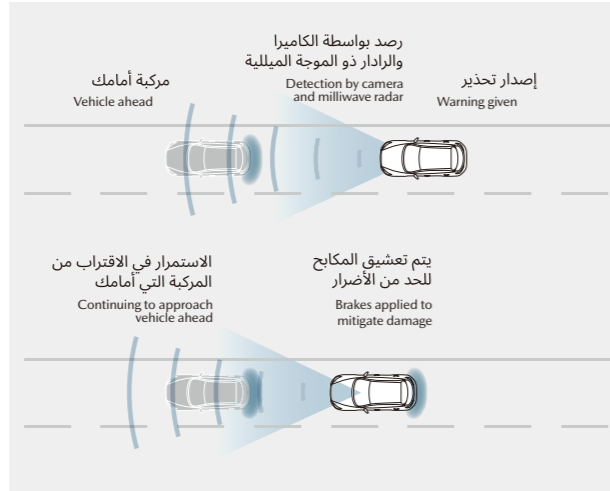 رصد بواسطة الكاميرا
والرادار ذو الموجة الميللية
Detection by camera
and milliwave radar
إصدار تحذير
Warning given
مركبة أمامك
Vehicle ahead
يتم تعشيق المكابح
للحد من الأضرار
Brakes applied to
mitigate damage
الاستمرار في الاقتراب من
المركبة التي أمامك
Continuing to approach
vehicle ahead